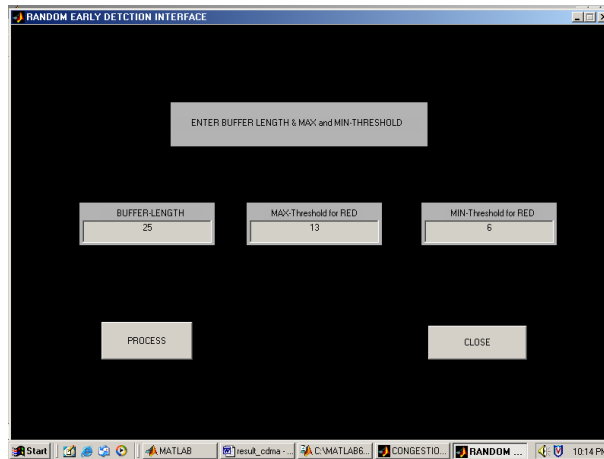 RANDOM EARLY DETCTION INTERFACE
ENTER BUFFER LENGTH & MAX and MIN-THRESHOLD
BUFFER-LENGTH
25
MAX-Threshold for RED
13
MIN-Threshold for RED
6
PROCESS
CLOSE
Start
MATLAB
result_cdma - ...
C:\MATLAB6...
CONGESTIO...
RANDOM ...
10:14 PM